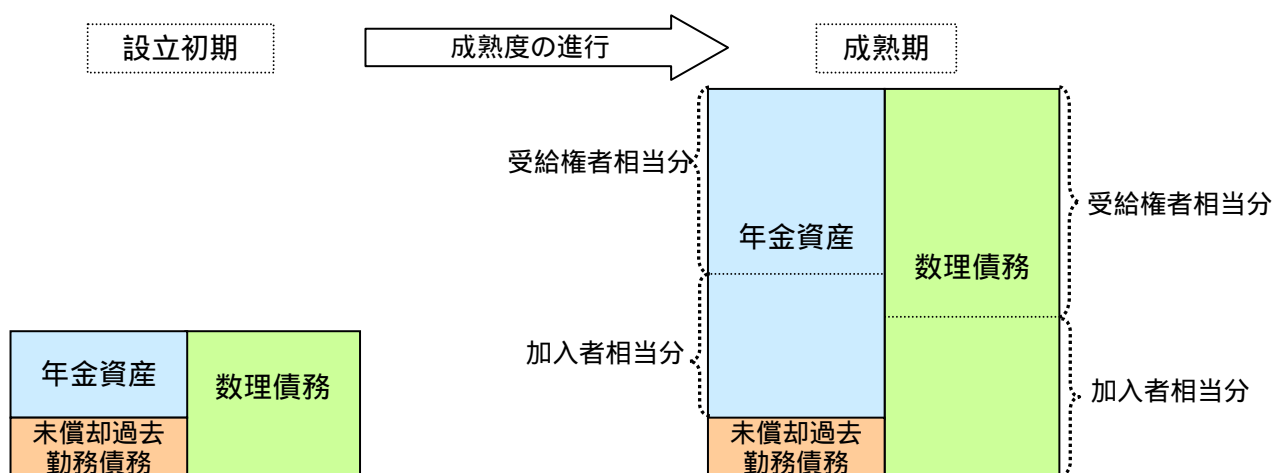 設立初期
成熟度の進行
成熟期
受給権者相当分
年金資産
数理債務
受給権者相当分
加入者相当分
加入者相当分
未償却過去
勤務債務
年金資産
数理債務
未償却過去
勤務債務